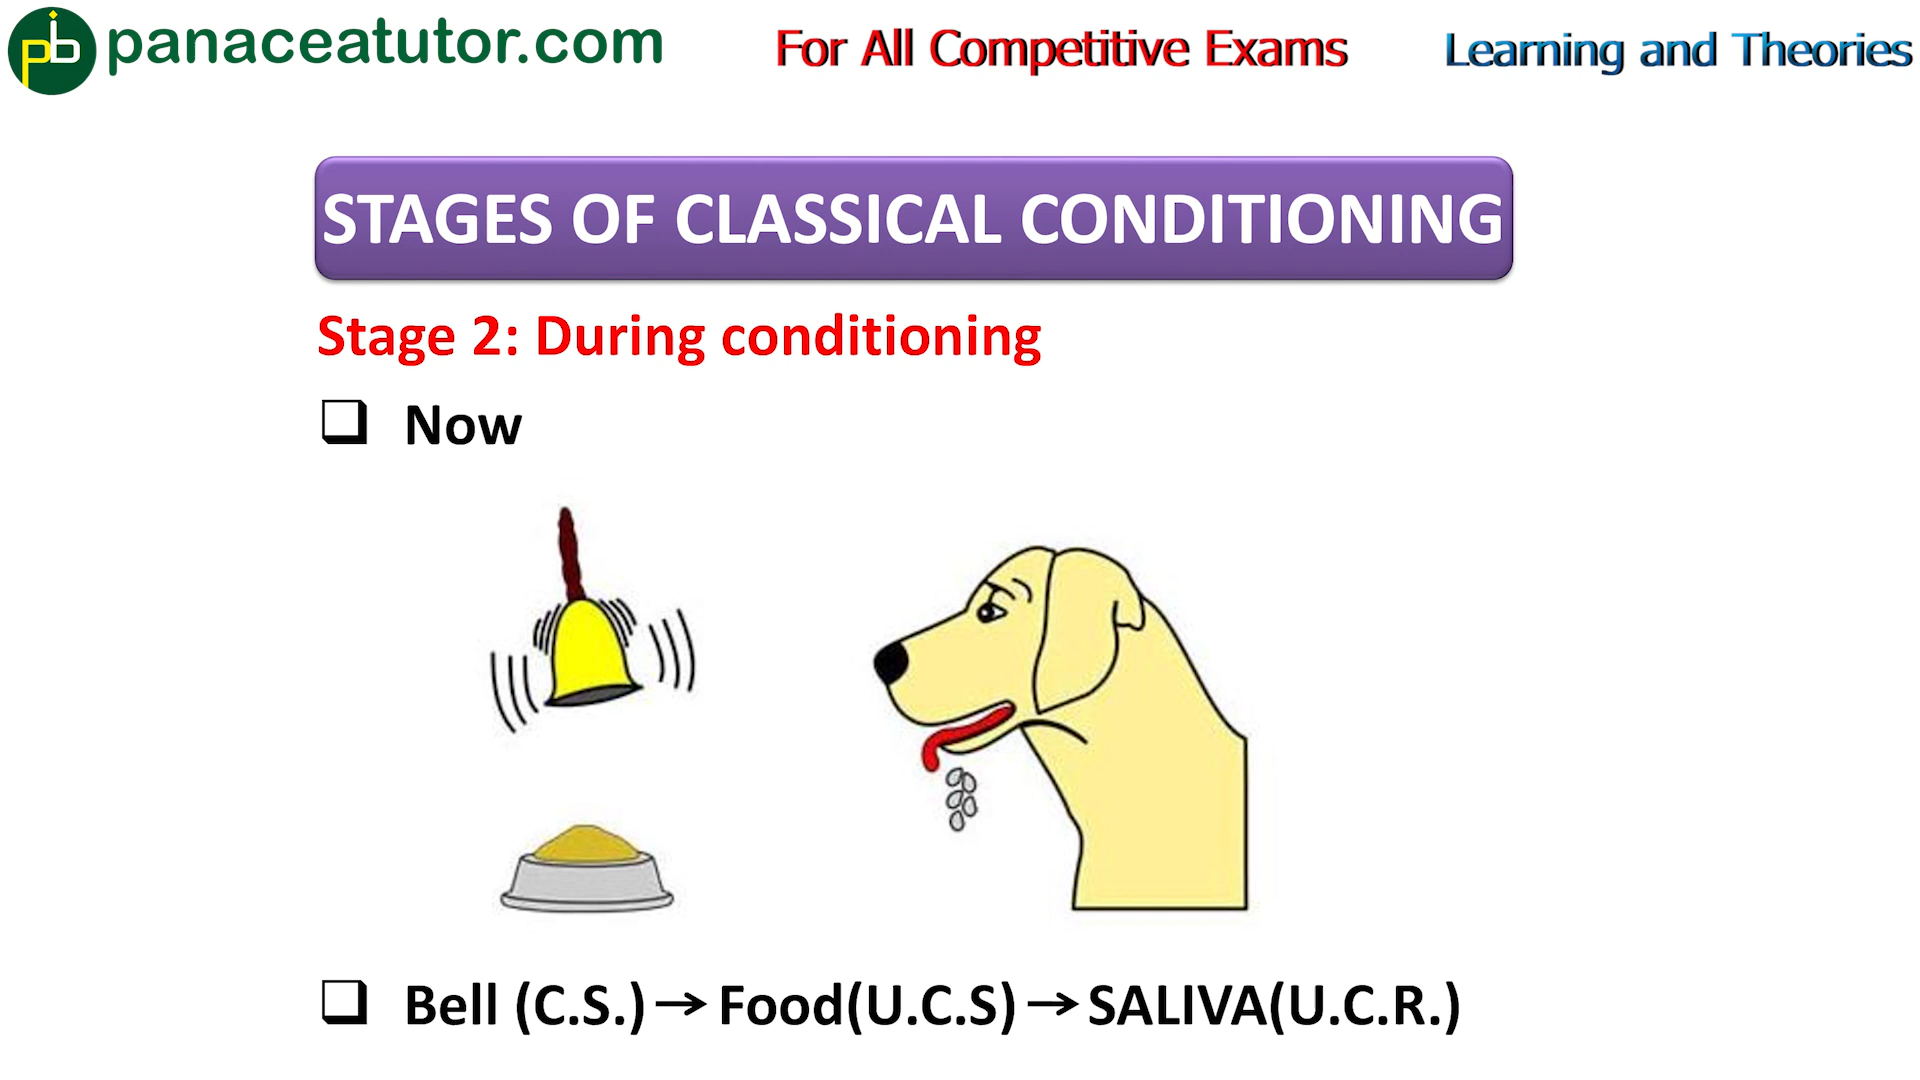 panaceatutor.com For All Competitive Exams Learning and Theories
STAGES OF CLASSICAL CONDITIONING
Stage 2: During conditioning
❑ Now
❑ Bell (C.S.)→Food(U.C.S)→SALIVA(U.C.R.)